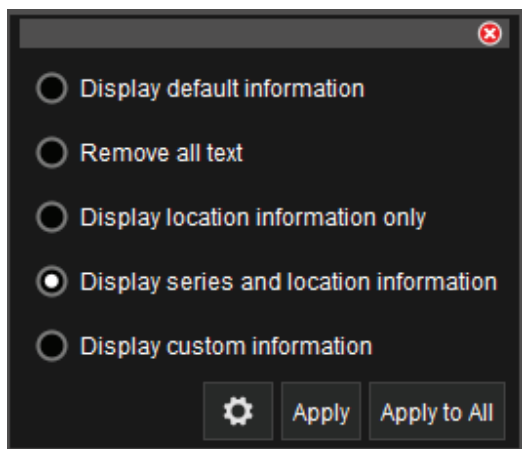 Display default information
Remove all text
Display location information only
Display series and location information
Display custom information
Apply Apply to All